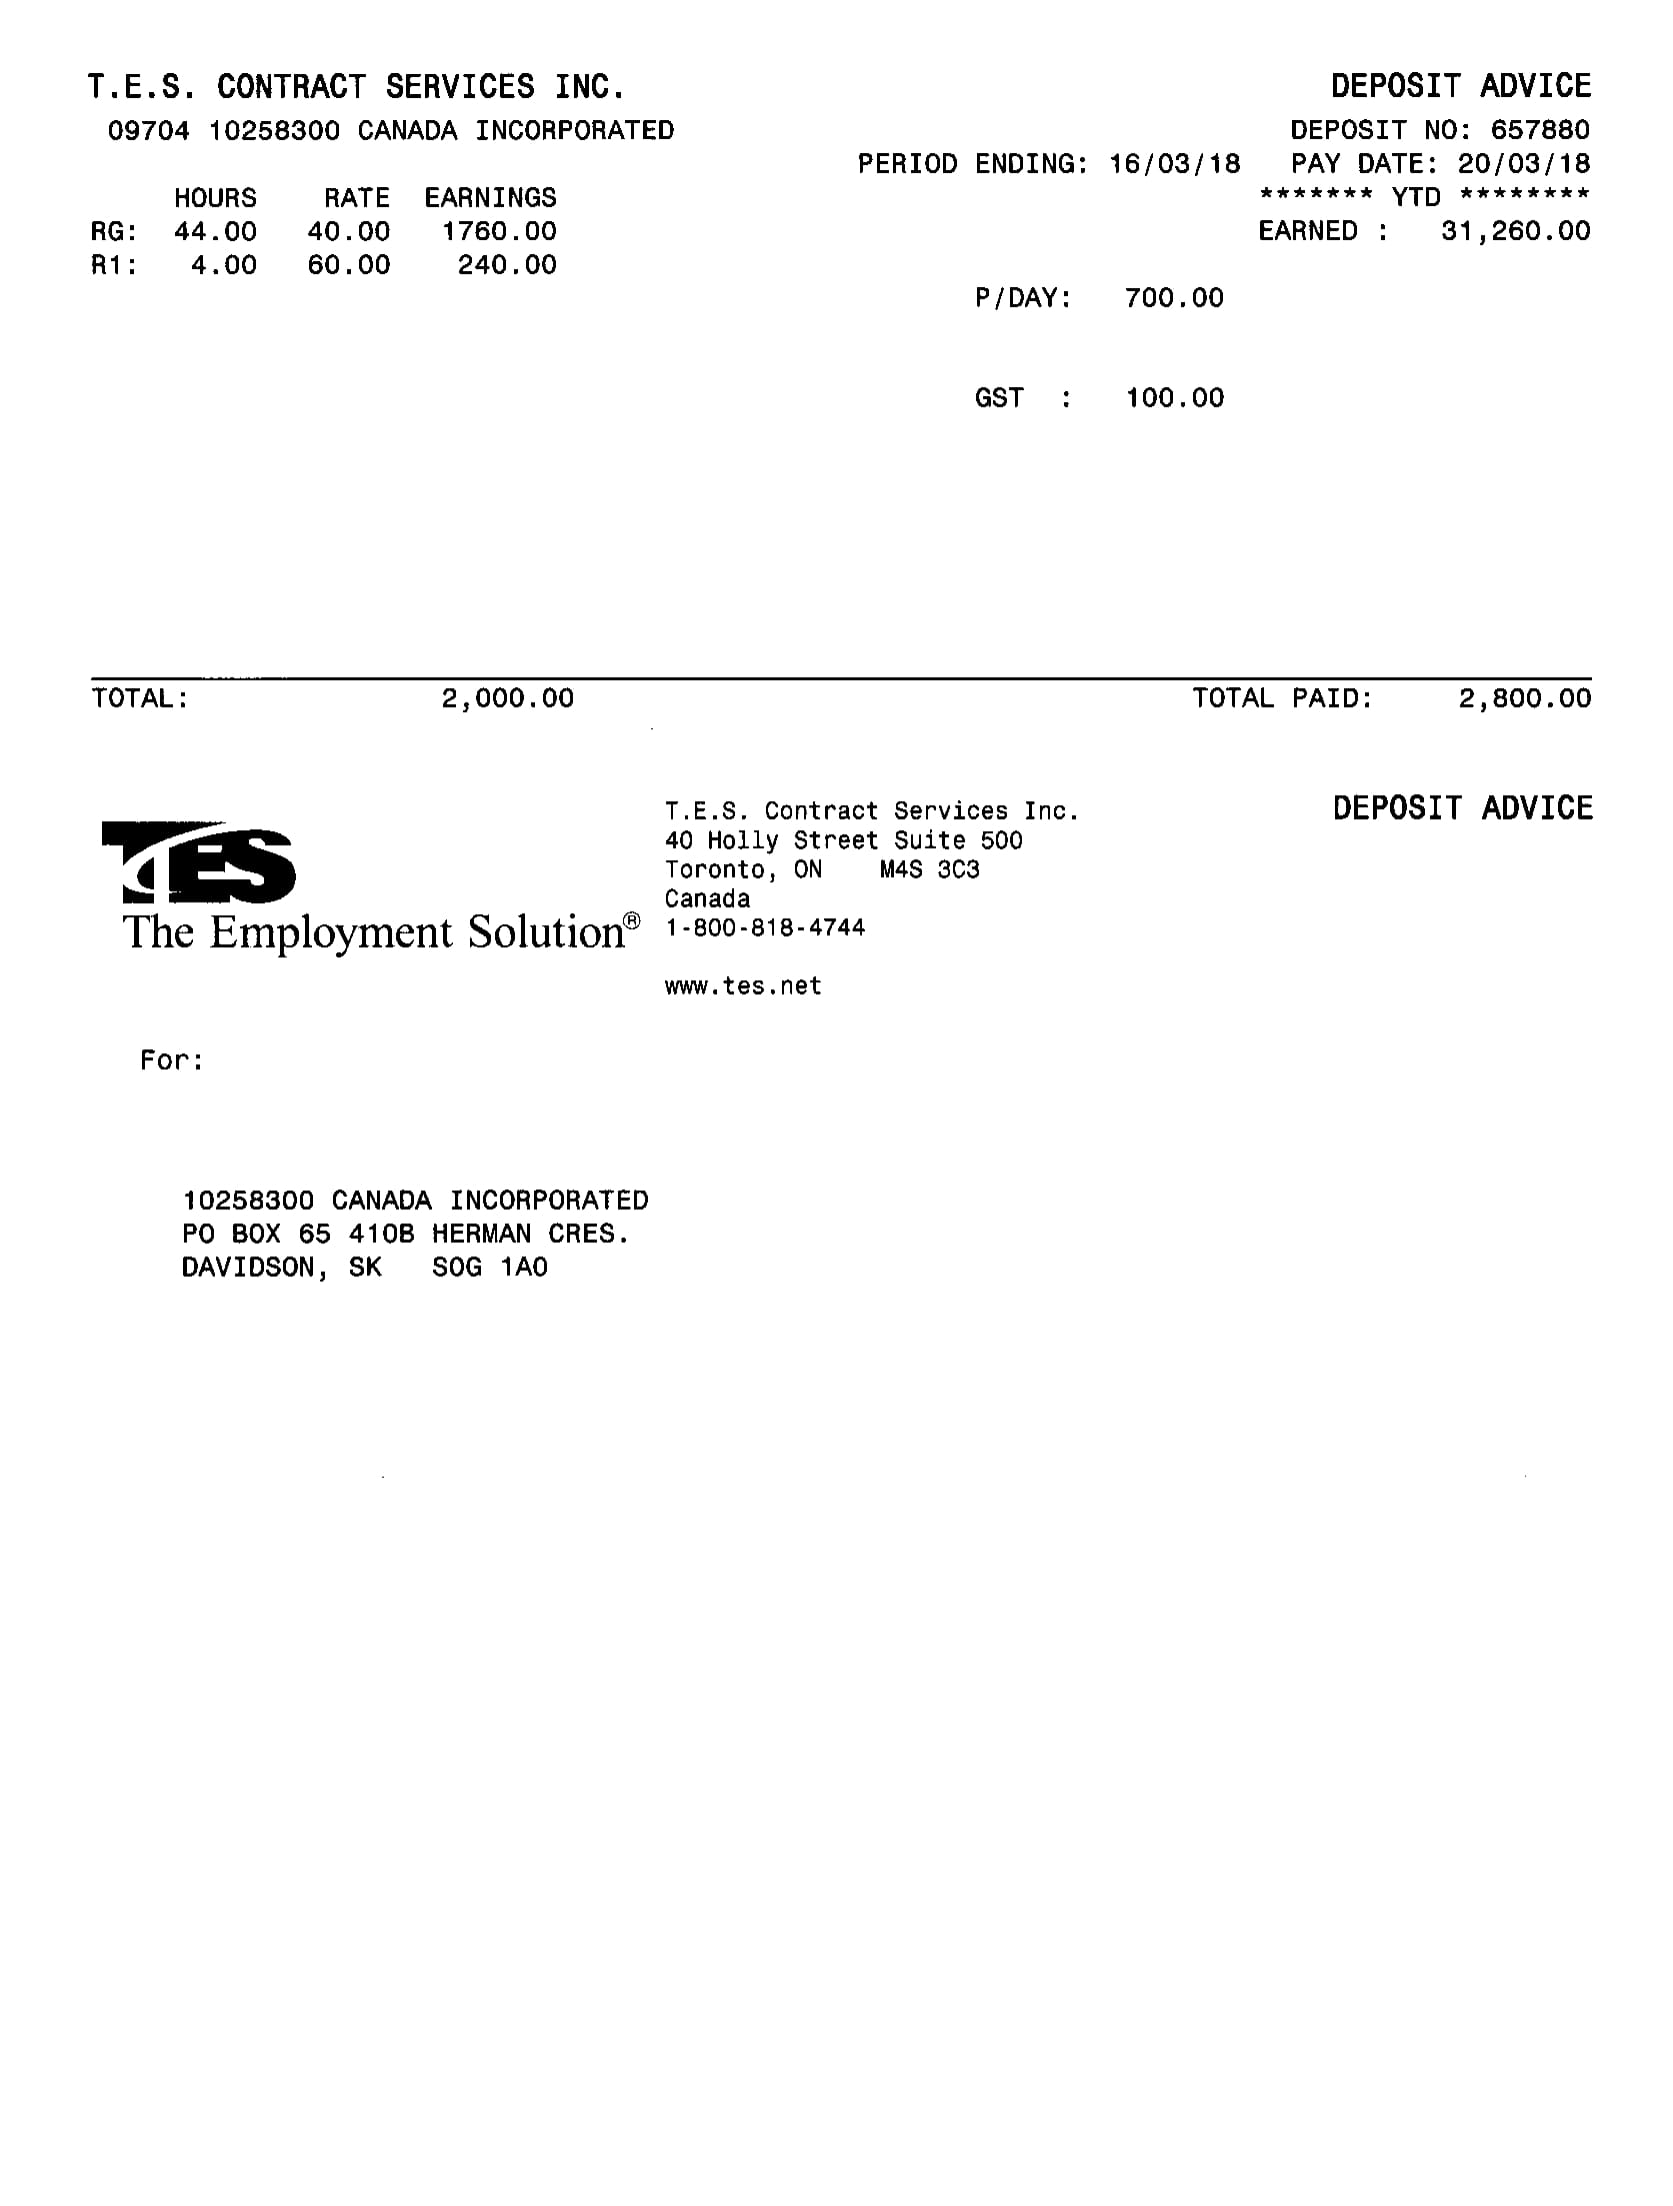 T.E.S. CONTRACT SERVICES INC. DEPOSIT ADVICE
09704 10258300 CANADA INCORPORATED DEPOSIT NO: 657880
PERIOD ENDING: 16/03/18 PAY DATE: 20/03/18
HOURS RATE EARNINGS ******* YTD ********
RG: 44.00 40.00 1760.00 EARNED : 31,260.00
R1: 4.00 60.00 240.00
P/DAY: 700.00
GST : 100.00
TOTAL: 2,000.00 TOTAL PAID: 2,800.00
DEPOSIT ADVICE
TES
The Employment Solution®
T.E.S. Contract Services Inc.
40 Holly Street Suite 500
Toronto, ON M4S 3C3
Canada
1-800-818-4744
www.tes.net
For:
10258300 CANADA INCORPORATED
PO BOX 65 410B HERMAN CRES.
DAVIDSON, SK SOG 1A0